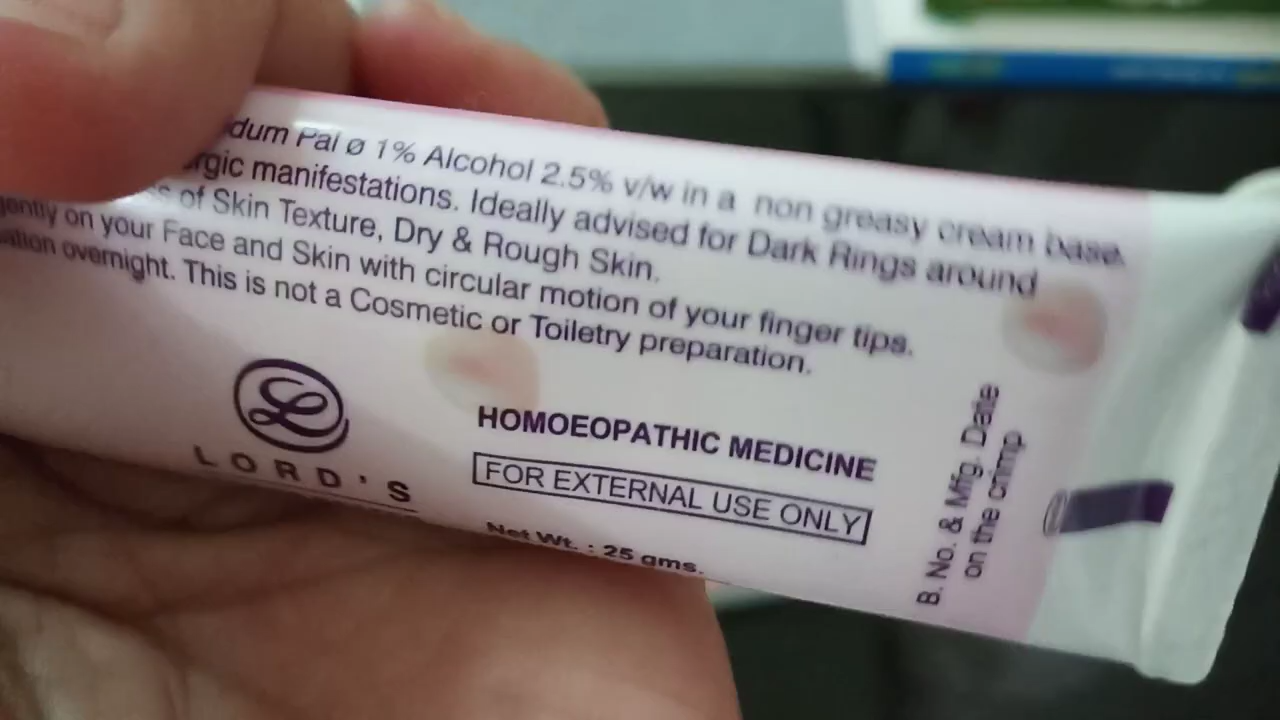 dum Pal ø 1% Alcohol 2.5% v/w in a non greasy cream base.
rgic manifestations. Ideally advised for Dark Rings around
s of Skin Texture, Dry & Rough Skin.
gently on your Face and Skin with circular motion of your finger tips.
ation overnight. This is not a Cosmetic or Toiletry preparation.
LORD'S
HOMOEOPATHIC MEDICINE
FOR EXTERNAL USE ONLY
Net Wt. : 25 gms.
B. No. & Mfg. Date
on the crimp